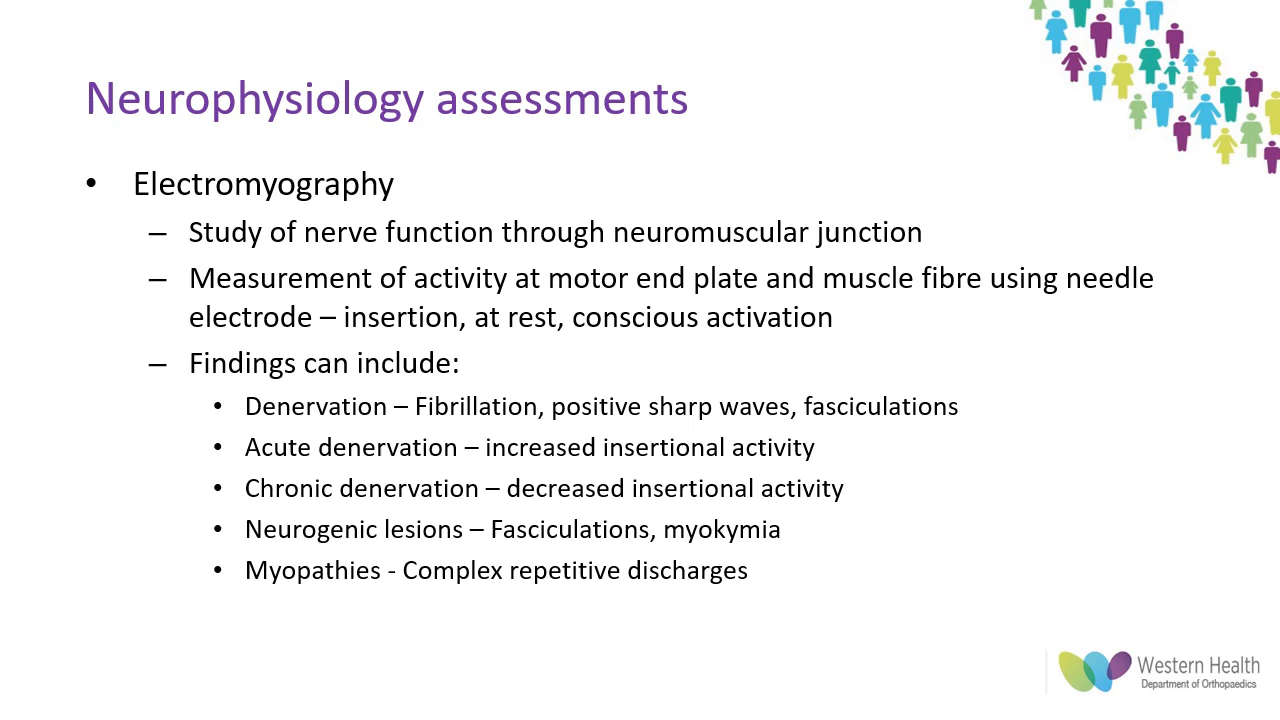 Neurophysiology assessments
• Electromyography
– Study of nerve function through neuromuscular junction
– Measurement of activity at motor end plate and muscle fibre using needle
electrode – insertion, at rest, conscious activation
– Findings can include:
• Denervation – Fibrillation, positive sharp waves, fasciculations
• Acute denervation – increased insertional activity
• Chronic denervation – decreased insertional activity
• Neurogenic lesions – Fasciculations, myokymia
• Myopathies - Complex repetitive discharges
Western Health
Department of Orthopaedics